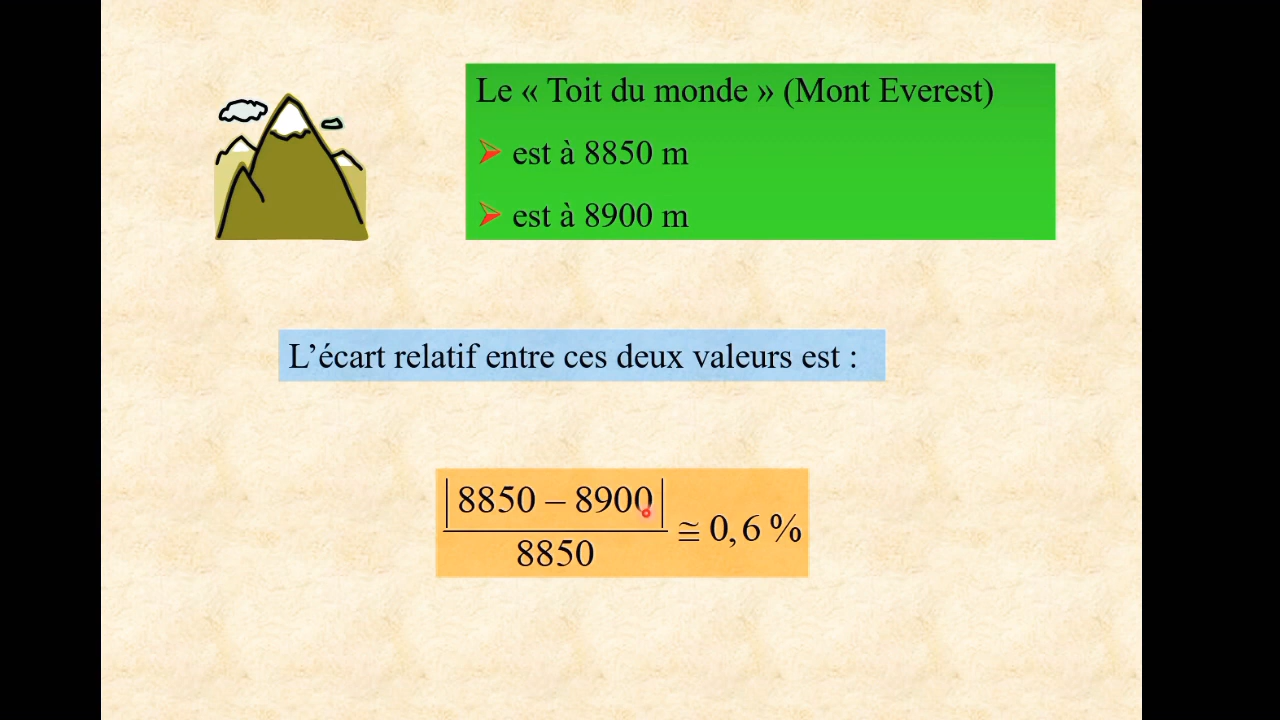 Le « Toit du monde » (Mont Everest)
➢ est à 8850 m
➢ est à 8900 m
L’écart relatif entre ces deux valeurs est :
|8850 – 8900|
8850
≅ 0,6 %